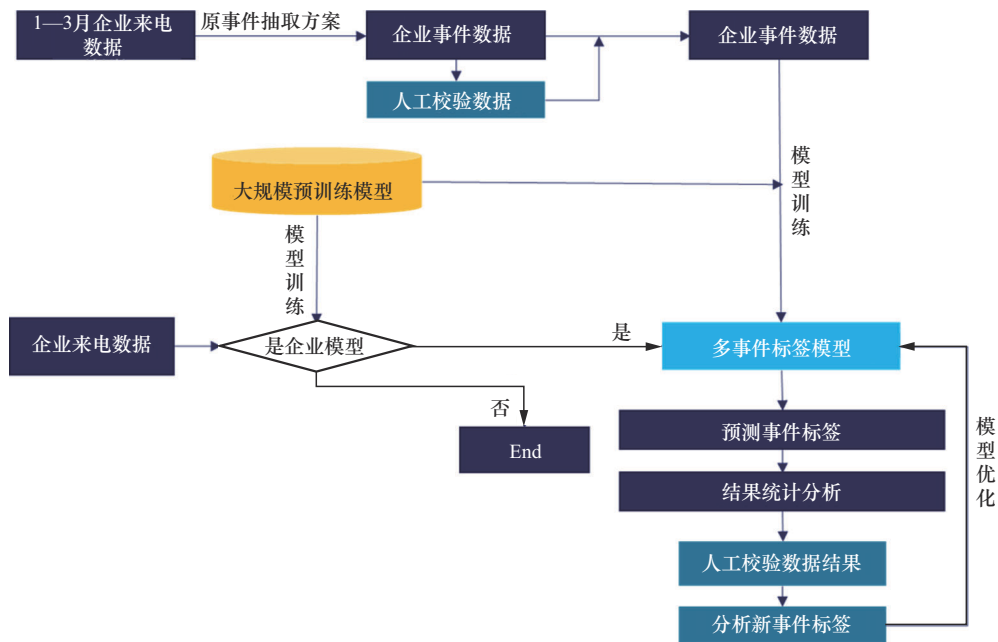 1—3月企业来电
数据
原事件抽取方案
企业事件数据
企业事件数据
人工校验数据
模型训练
大规模预训练模型
模型训练
企业来电数据
是企业模型
是
多事件标签模型
否
End
预测事件标签
模型优化
结果统计分析
人工校验数据结果
分析新事件标签